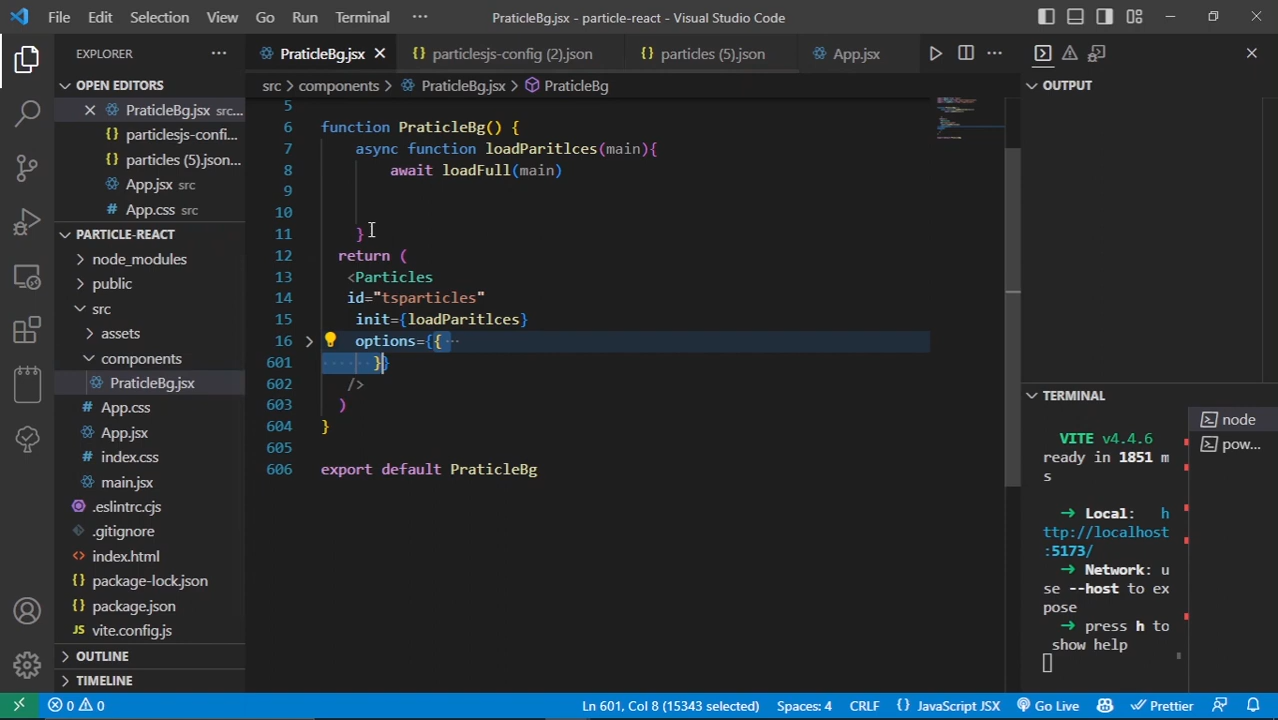 File Edit Selection View Go Run Terminal ··· PraticleBg.jsx - particle-react - Visual Studio Code
EXPLORER ···
OPEN EDITORS
PraticleBg.jsx src...
particlesjs-confi...
particles (5).json...
App.jsx src
App.css src
PARTICLE-REACT
node_modules
public
src
assets
components
PraticleBg.jsx
App.css
App.jsx
index.css
main.jsx
.eslintrc.cjs
.gitignore
index.html
package-lock.json
package.json
vite.config.js
OUTLINE
TIMELINE
PraticleBg.jsx particlesjs-config (2).json particles (5).json App.jsx ···
src > components > PraticleBg.jsx > PraticleBg
5
6 function PraticleBg() {
7 async function loadParitlces(main){
8 await loadFull(main)
9
10
11 }
12 return (
13 <Particles
14 id="tsparticles"
15 init={loadParitlces}
16 options={{ ···
601 }}
602 />
603 )
604 }
605
606 export default PraticleBg
OUTPUT
TERMINAL
node
pow...
VITE v4.4.6
ready in 1851 m
s
➜ Local: h
ttp://localhost
:5173/
➜ Network: u
se --host to ex
pose
➜ press h to
show help
0 0 Ln 601, Col 8 (15343 selected) Spaces: 4 CRLF {} JavaScript JSX Go Live Prettier